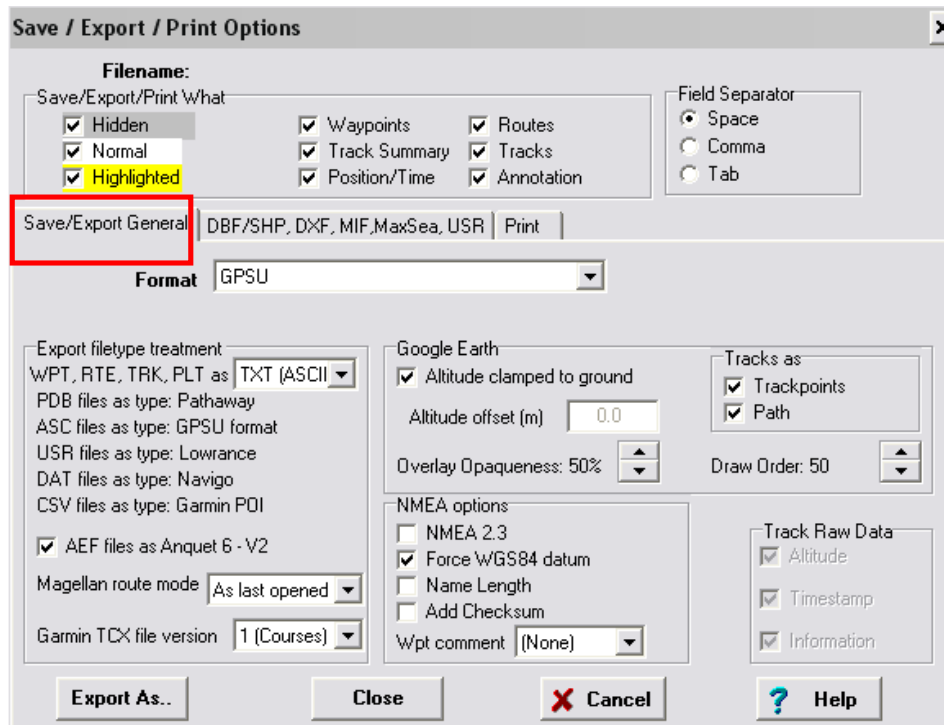 Save / Export / Print Options
Filename:
Save/Export/Print What
Hidden
Normal
Highlighted
Waypoints
Track Summary
Position/Time
Routes
Tracks
Annotation
Field Separator
Space
Comma
Tab
Save/Export General
DBF/SHP, DXF, MIF,MaxSea, USR
Print
Format GPSU
Export filetype treatment
WPT, RTE, TRK, PLT as TXT (ASCII
PDB files as type: Pathaway
ASC files as type: GPSU format
USR files as type: Lowrance
DAT files as type: Navigo
CSV files as type: Garmin POI
AEF files as Anquet 6 - V2
Magellan route mode As last opened
Garmin TCX file version 1 (Courses)
Google Earth
Altitude clamped to ground
Altitude offset (m) 0.0
Overlay Opaqueness: 50%
Tracks as
Trackpoints
Path
Draw Order: 50
NMEA options
NMEA 2.3
Force WGS84 datum
Name Length
Add Checksum
Wpt comment (None)
Track Raw Data
Altitude
Timestamp
Information
Export As..
Close
Cancel
Help